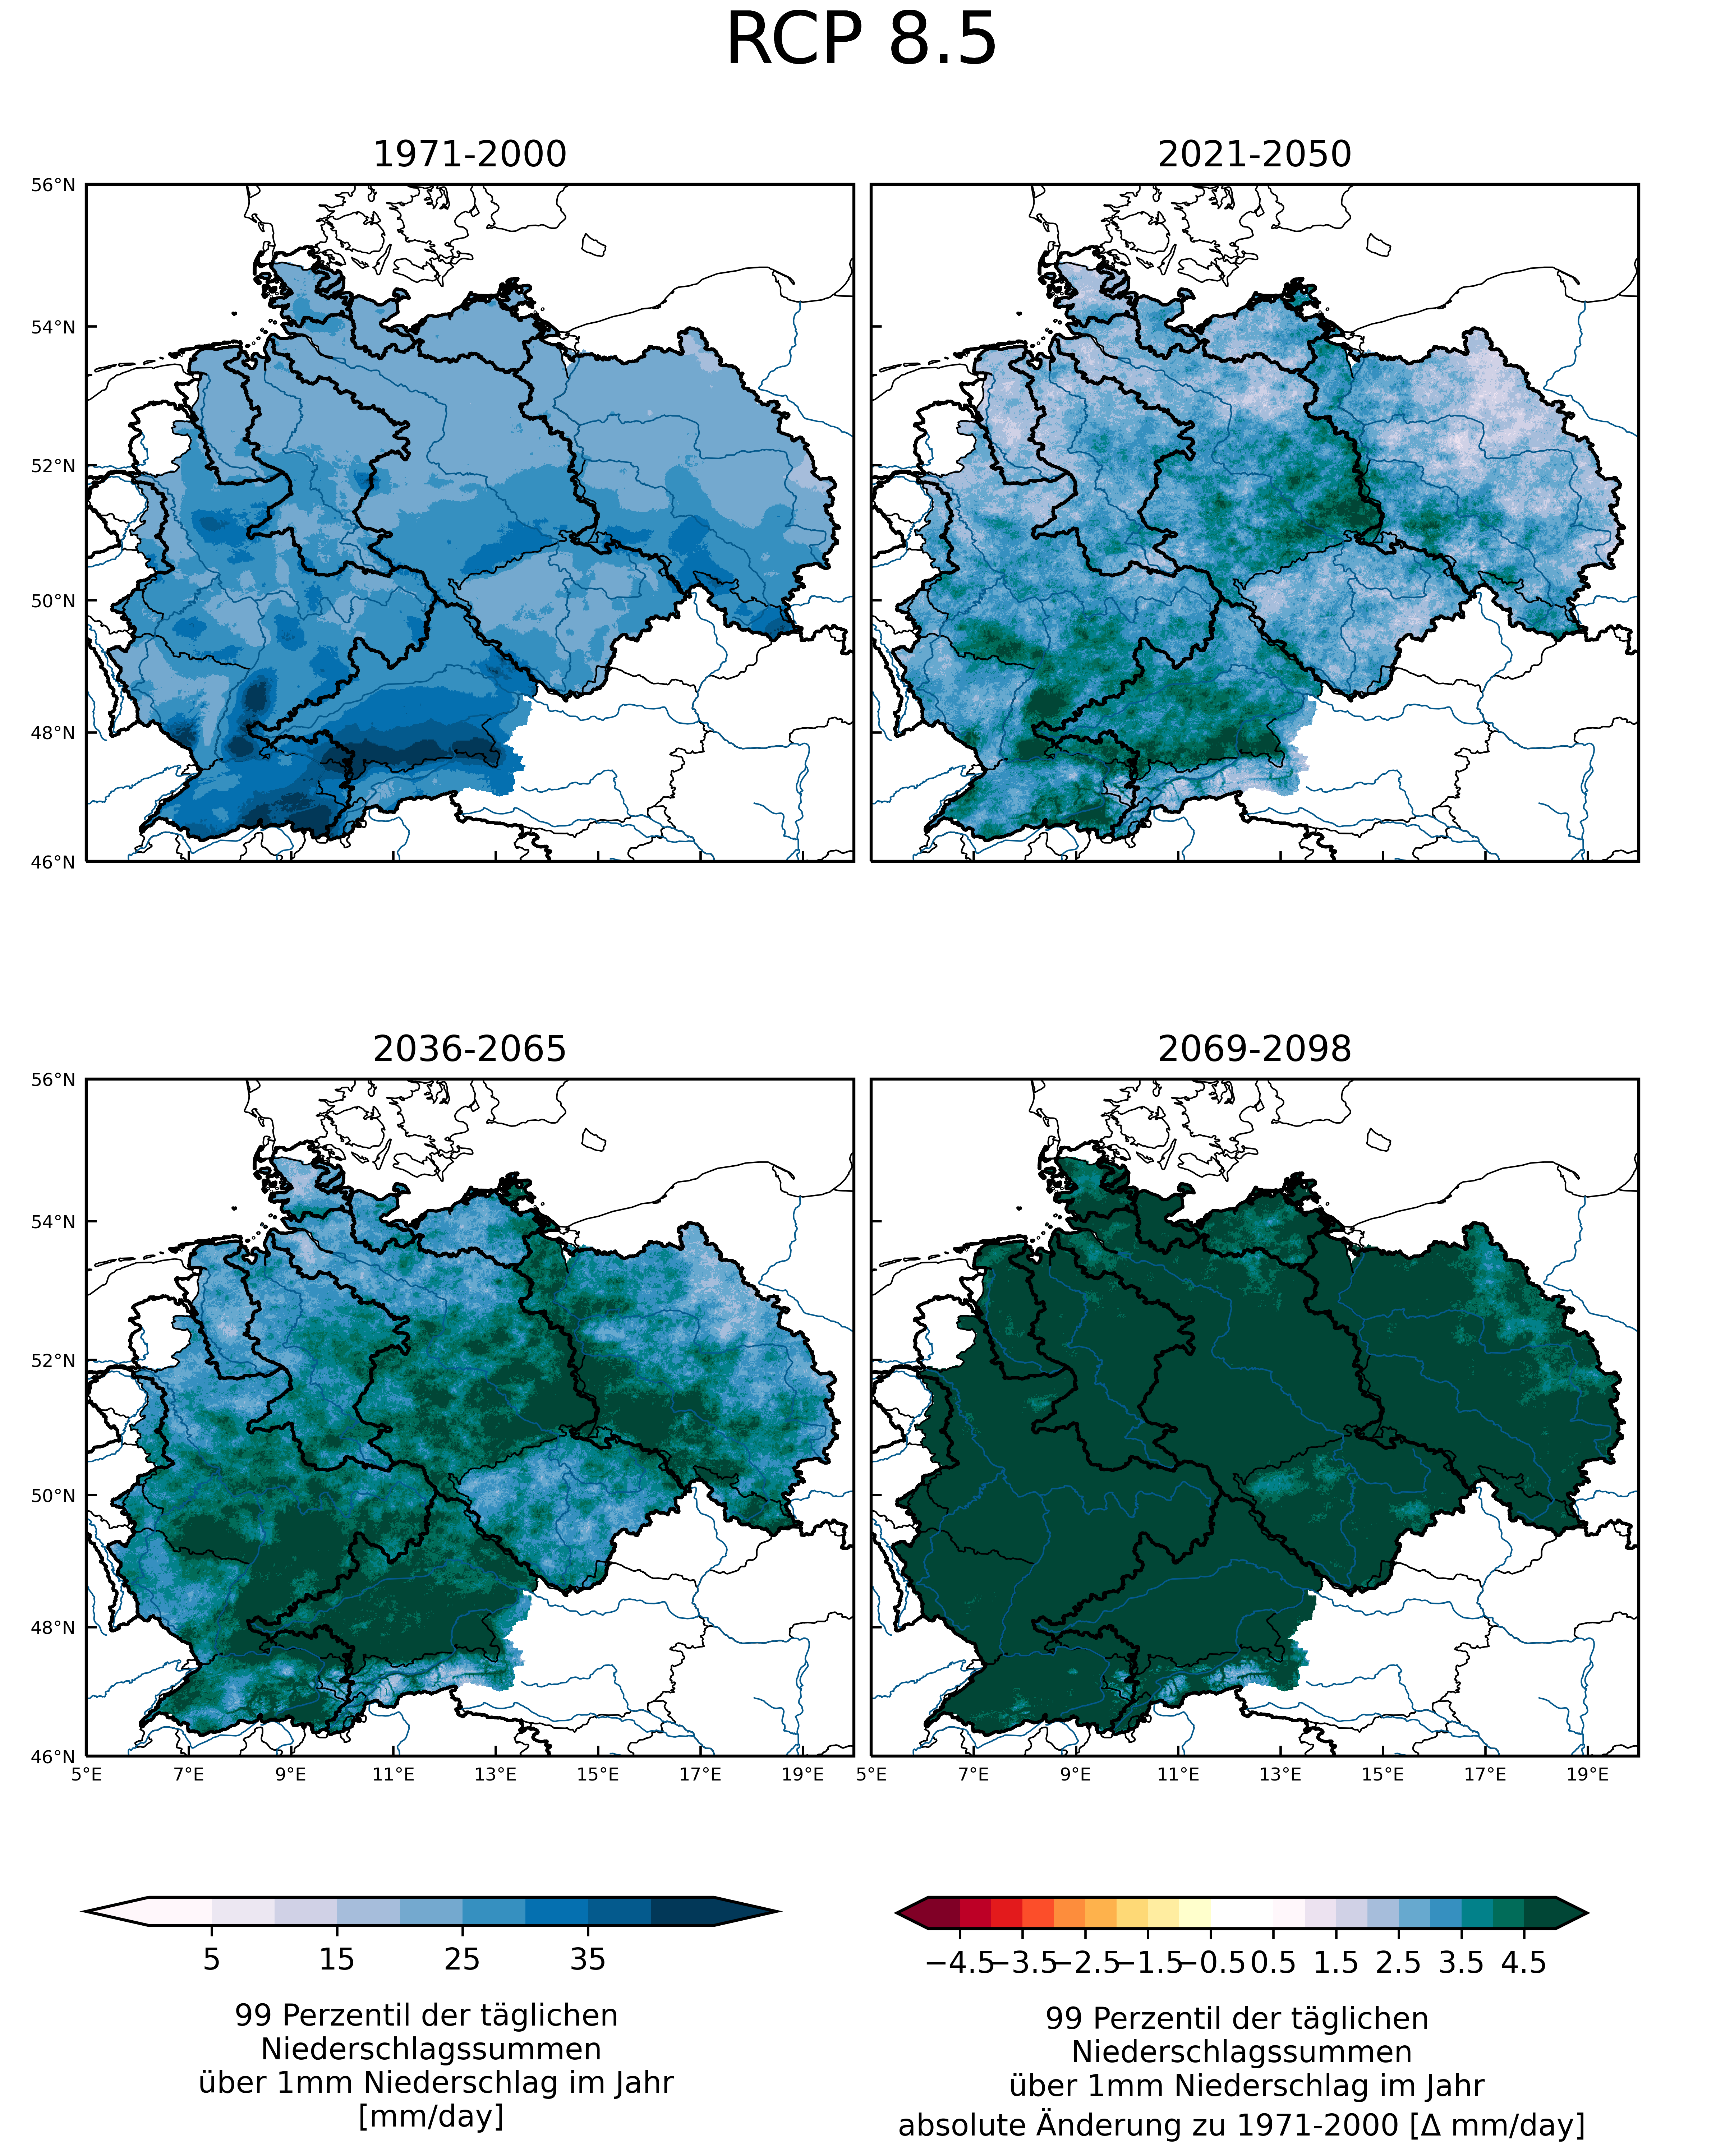 RCP 8.5
1971-2000
2021-2050
56°N
54°N
52°N
50°N
48°N
46°N
2036-2065
2069-2098
56°N
54°N
52°N
50°N
48°N
46°N
5°E 7°E 9°E 11°E 13°E 15°E 17°E 19°E
5°E 7°E 9°E 11°E 13°E 15°E 17°E 19°E
5 15 25 35
99 Perzentil der täglichen
Niederschlagssummen
über 1mm Niederschlag im Jahr
[mm/day]
−4.5 −3.5 −2.5 −1.5 −0.5 0.5 1.5 2.5 3.5 4.5
99 Perzentil der täglichen
Niederschlagssummen
über 1mm Niederschlag im Jahr
absolute Änderung zu 1971-2000 [Δ mm/day]